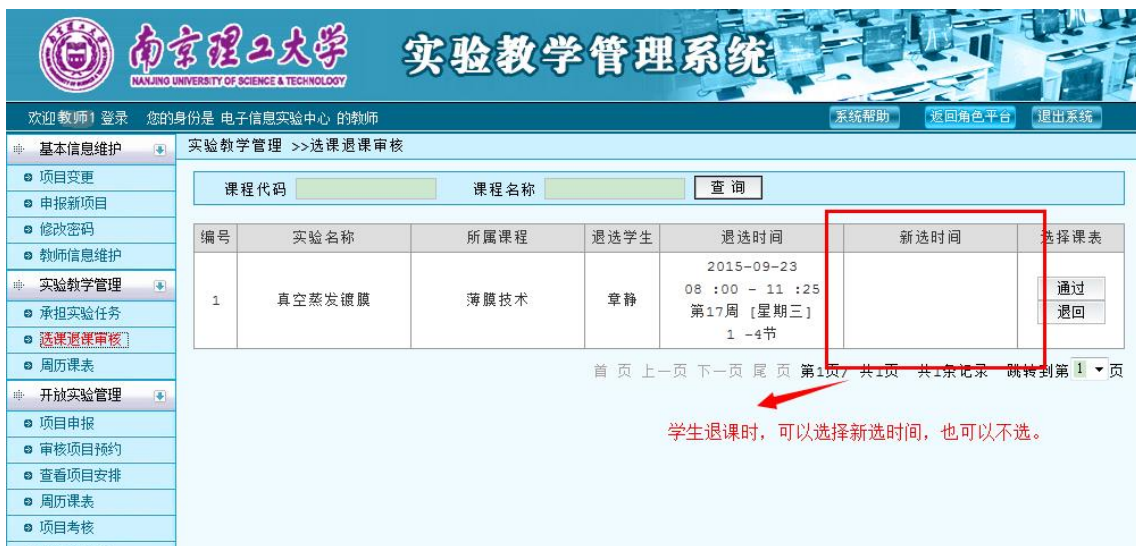 南京理工大学
NANJING UNIVERSITY OF SCIENCE & TECHNOLOGY
实验教学管理系统
欢迎 教师1 登录 您的身份是 电子信息实验中心 的教师
系统帮助 返回角色平台 退出系统
基本信息维护
项目变更
申报新项目
修改密码
教师信息维护
实验教学管理
承担实验任务
选课退课审核
周历课表
开放实验管理
项目申报
审核项目预约
查看项目安排
周历课表
项目考核
实验教学管理 >>选课退课审核
课程代码 课程名称 查 询
编号 实验名称 所属课程 退选学生 退选时间 新选时间 选择课表
1 真空蒸发镀膜 薄膜技术 章静
2015-09-23
08 :00 - 11 :25
第17周 [星期三]
1 -4节
通过
退回
首 页 上一页 下一页 尾 页 第1页/ 共1页 共1条记录 跳转到第 1 页
学生退课时，可以选择新选时间，也可以不选。